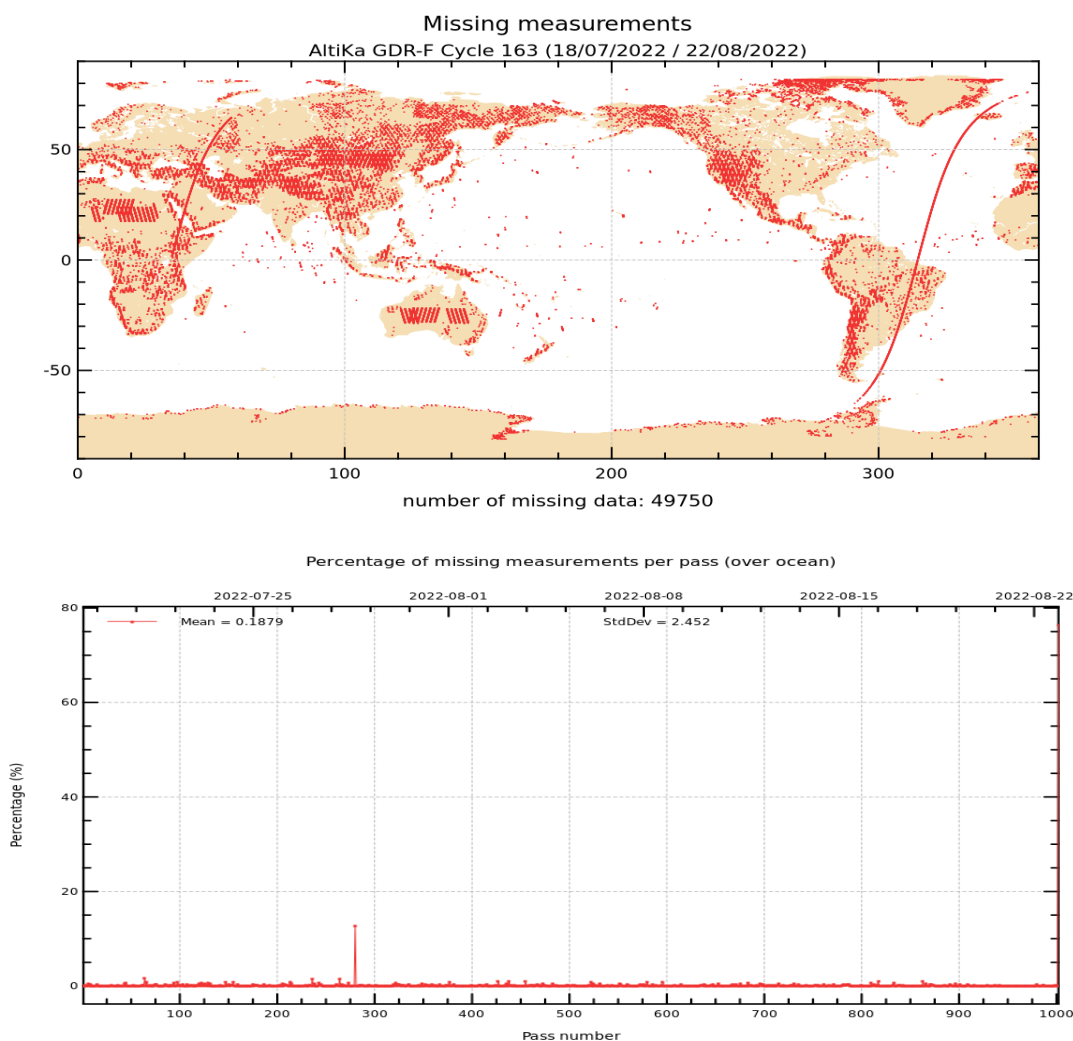 Missing measurements
AltiKa GDR-F Cycle 163 (18/07/2022 / 22/08/2022)
50
0
-50
0 100 200 300
number of missing data: 49750
Percentage of missing measurements per pass (over ocean)
2022-07-25 2022-08-01 2022-08-08 2022-08-15 2022-08-22
80
Mean = 0.1879 StdDev = 2.452
60
40
Percentage (%)
20
0
100 200 300 400 500 600 700 800 900 1000
Pass number